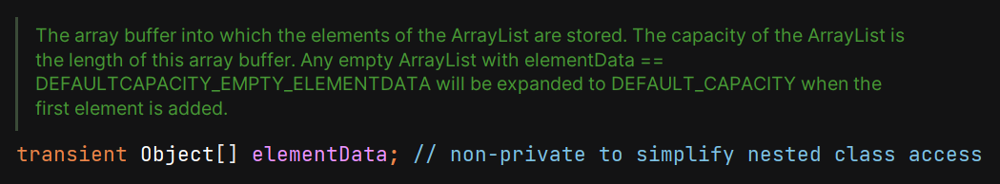 The array buffer into which the elements of the ArrayList are stored. The capacity of the ArrayList is
the length of this array buffer. Any empty ArrayList with elementData ==
DEFAULTCAPACITY_EMPTY_ELEMENTDATA will be expanded to DEFAULT_CAPACITY when the
first element is added.
transient Object[] elementData; // non-private to simplify nested class access